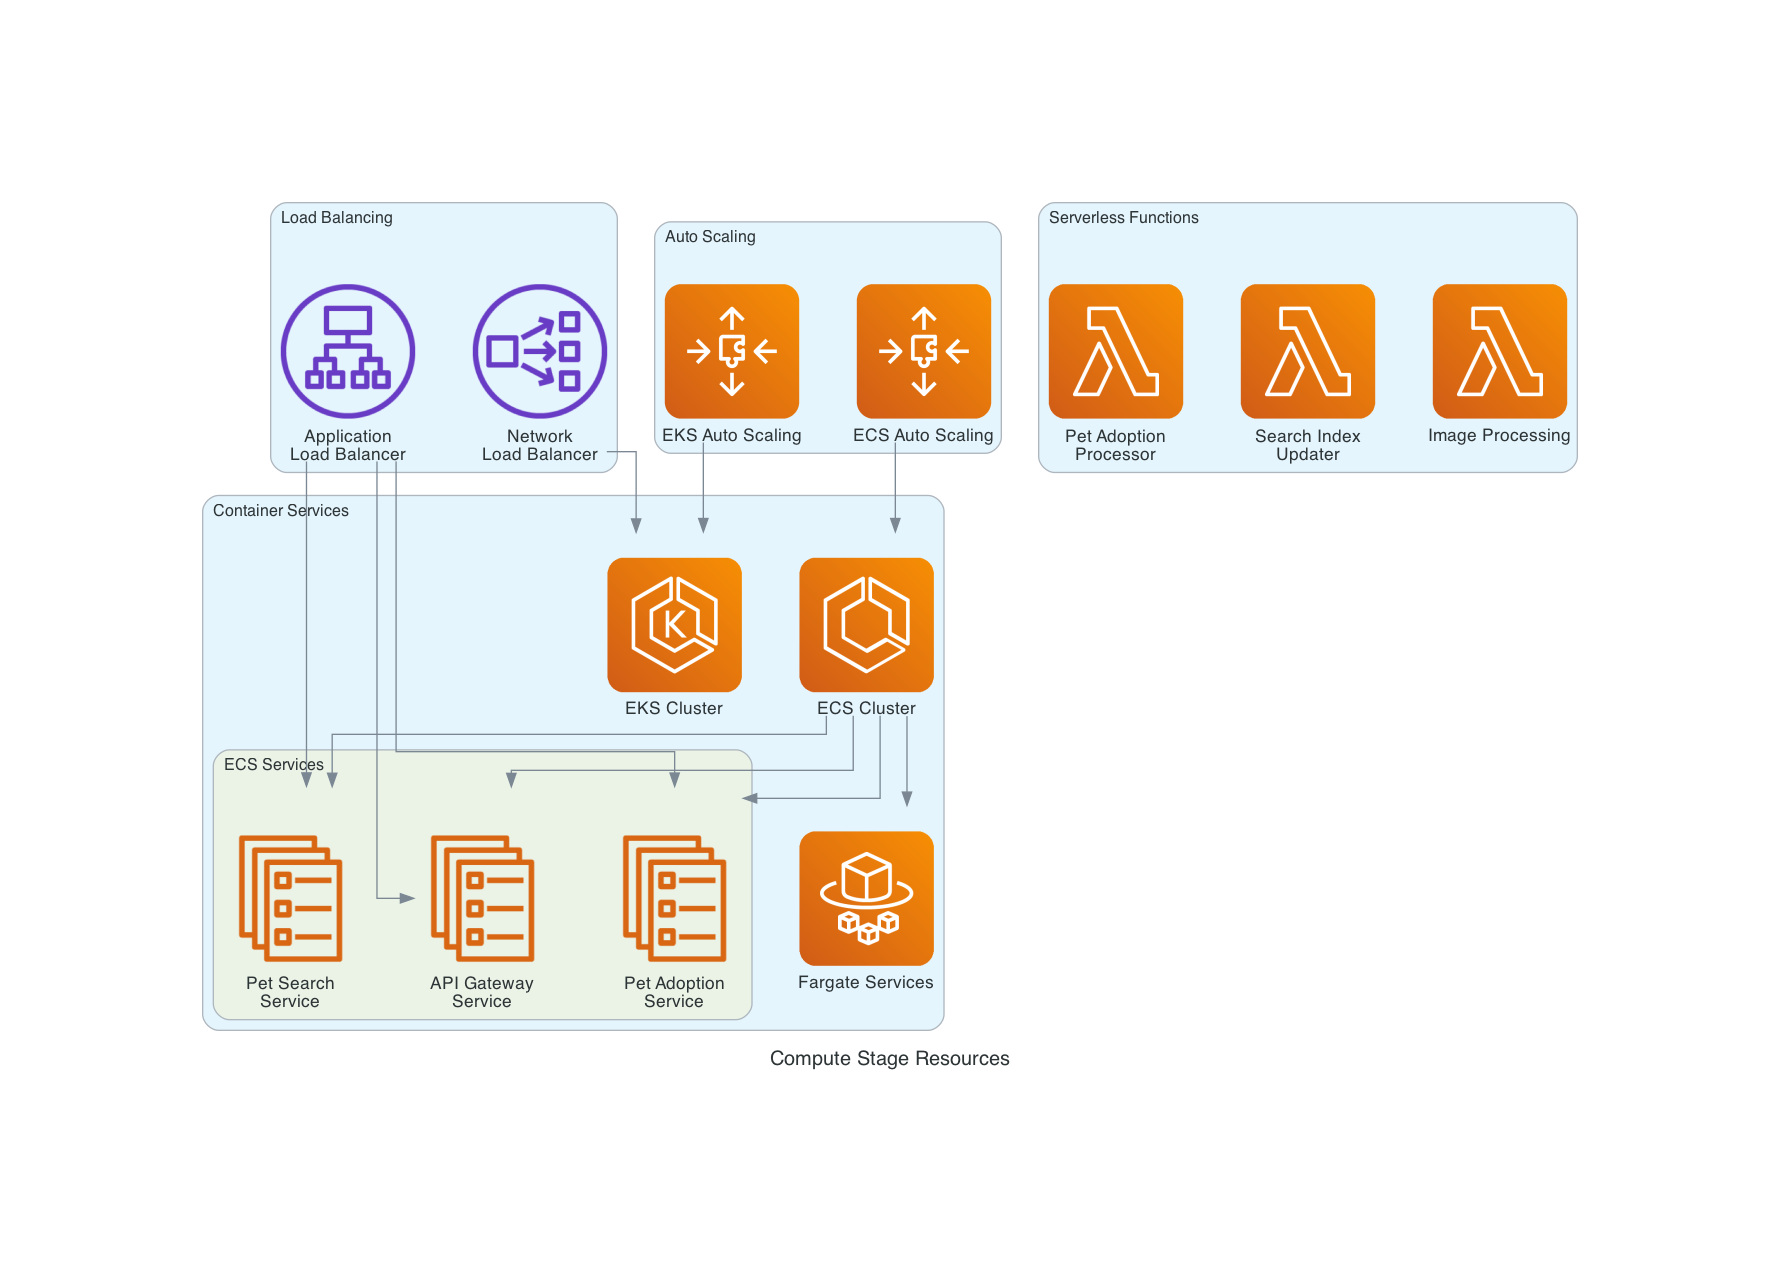 Load Balancing
Application
Load Balancer
Network
Load Balancer
Auto Scaling
EKS Auto Scaling
ECS Auto Scaling
Serverless Functions
Pet Adoption
Processor
Search Index
Updater
Image Processing
Container Services
K
EKS Cluster
ECS Cluster
ECS Services
Pet Search
Service
API Gateway
Service
Pet Adoption
Service
Fargate Services
Compute Stage Resources